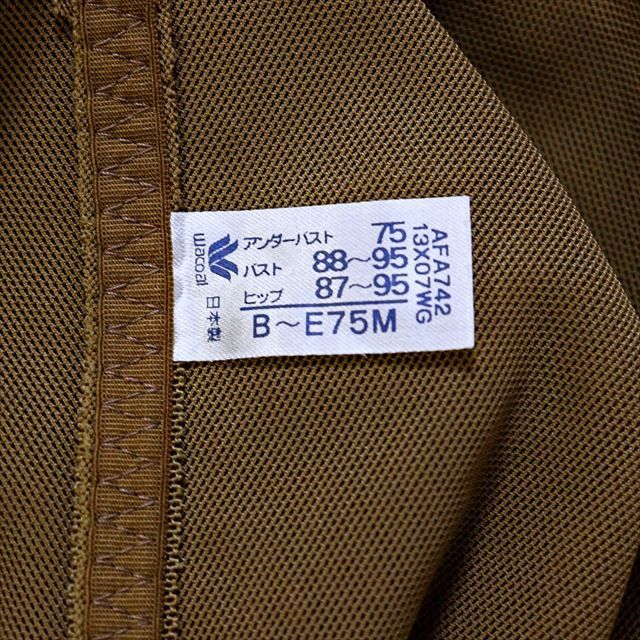 wacoal
日本製
アンダーバスト 75
バスト 88～95
ヒップ 87～95
B～E75M
AFA742
13X07WG